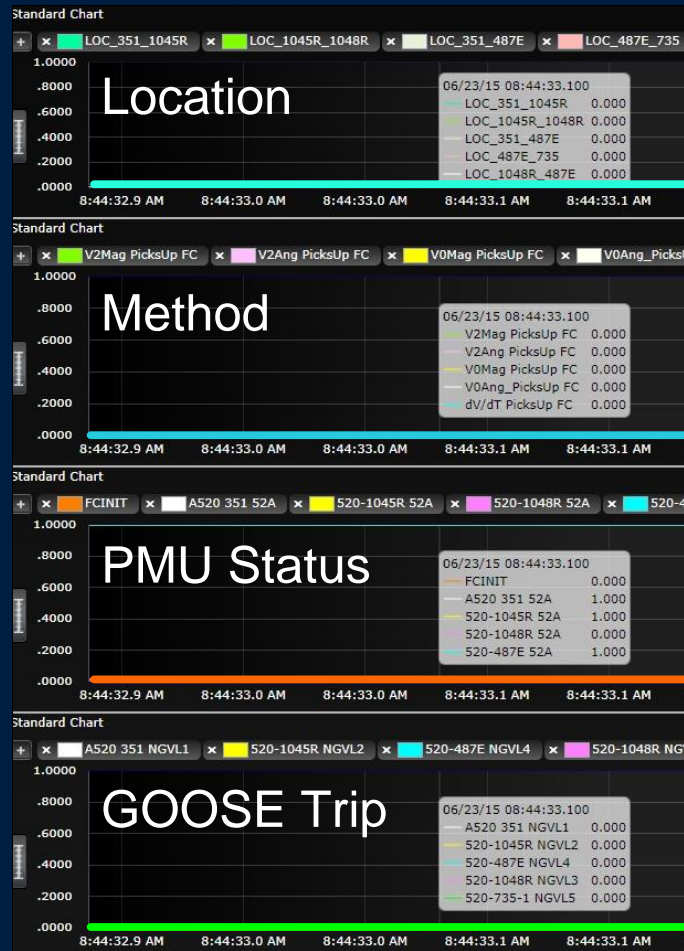 Standard Chart
+ × LOC_351_1045R × LOC_1045R_1048R × LOC_351_487E × LOC_487E_735
1.0000
.8000
.6000
.4000
.2000
.0000
Location
06/23/15 08:44:33.100
LOC_351_1045R 0.000
LOC_1045R_1048R 0.000
LOC_351_487E 0.000
LOC_487E_735 0.000
LOC_1048R_487E 0.000
8:44:32.9 AM 8:44:33.0 AM 8:44:33.0 AM 8:44:33.1 AM 8:44:33.1 AM
Standard Chart
+ × V2Mag PicksUp FC × V2Ang PicksUp FC × V0Mag PicksUp FC × V0Ang_Picks
1.0000
.8000
.6000
.4000
.2000
.0000
Method
06/23/15 08:44:33.100
V2Mag PicksUp FC 0.000
V2Ang PicksUp FC 0.000
V0Mag PicksUp FC 0.000
V0Ang_PicksUp FC 0.000
dV/dT PicksUp FC 0.000
8:44:32.9 AM 8:44:33.0 AM 8:44:33.0 AM 8:44:33.1 AM 8:44:33.1 AM
Standard Chart
+ × FCINIT × A520 351 52A × 520-1045R 52A × 520-1048R 52A × 520-4
1.0000
.8000
.6000
.4000
.2000
.0000
PMU Status
06/23/15 08:44:33.100
FCINIT 0.000
A520 351 52A 1.000
520-1045R 52A 1.000
520-1048R 52A 0.000
520-487E 52A 1.000
8:44:32.9 AM 8:44:33.0 AM 8:44:33.0 AM 8:44:33.1 AM 8:44:33.1 AM
Standard Chart
+ × A520 351 NGVL1 × 520-1045R NGVL2 × 520-487E NGVL4 × 520-1048R NG
1.0000
.8000
.6000
.4000
.2000
.0000
GOOSE Trip
06/23/15 08:44:33.100
A520 351 NGVL1 0.000
520-1045R NGVL2 0.000
520-487E NGVL4 0.000
520-1048R NGVL3 0.000
520-735-1 NGVL5 0.000
8:44:32.9 AM 8:44:33.0 AM 8:44:33.0 AM 8:44:33.1 AM 8:44:33.1 AM